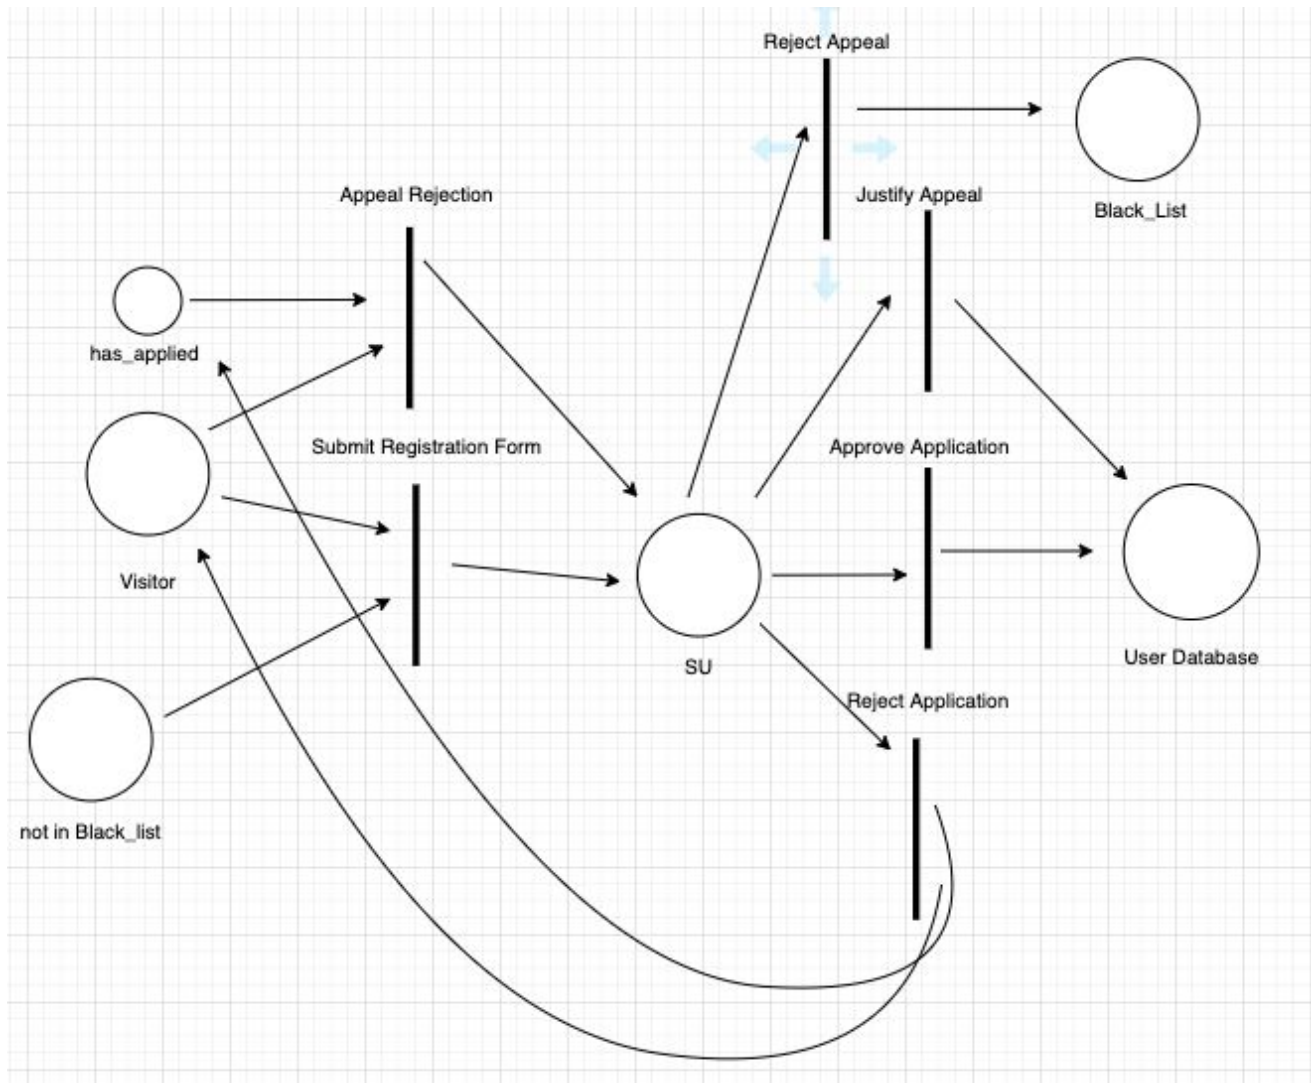 Reject Appeal
Appeal Rejection
Justify Appeal
Black_List
has_applied
Submit Registration Form
Approve Application
Visitor
SU
User Database
Reject Application
not in Black_list